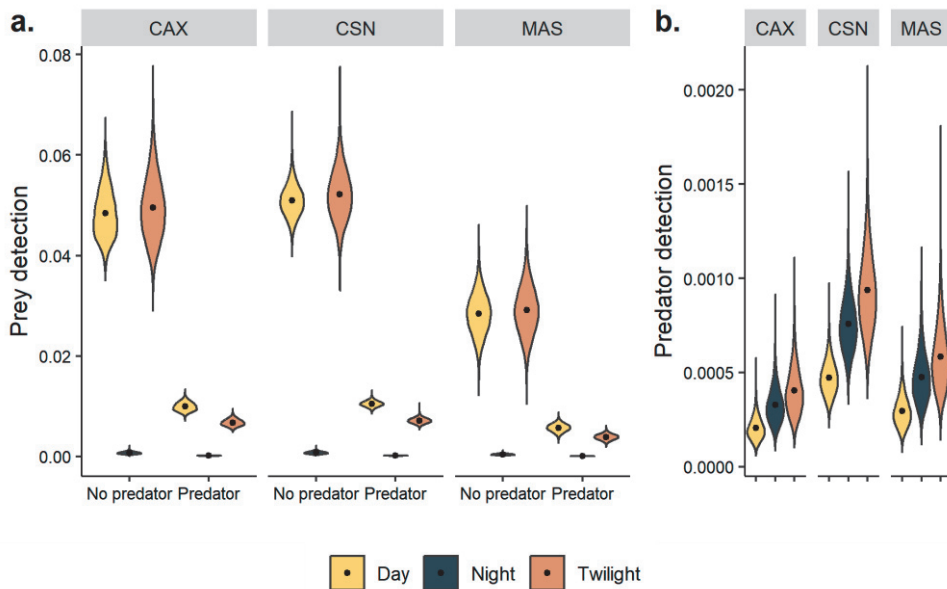 a.
CAX CSN MAS
Prey detection
0.08
0.06
0.04
0.02
0.00
No predator Predator No predator Predator No predator Predator
b.
CAX CSN MAS
Predator detection
0.0020
0.0015
0.0010
0.0005
0.0000
Day Night Twilight